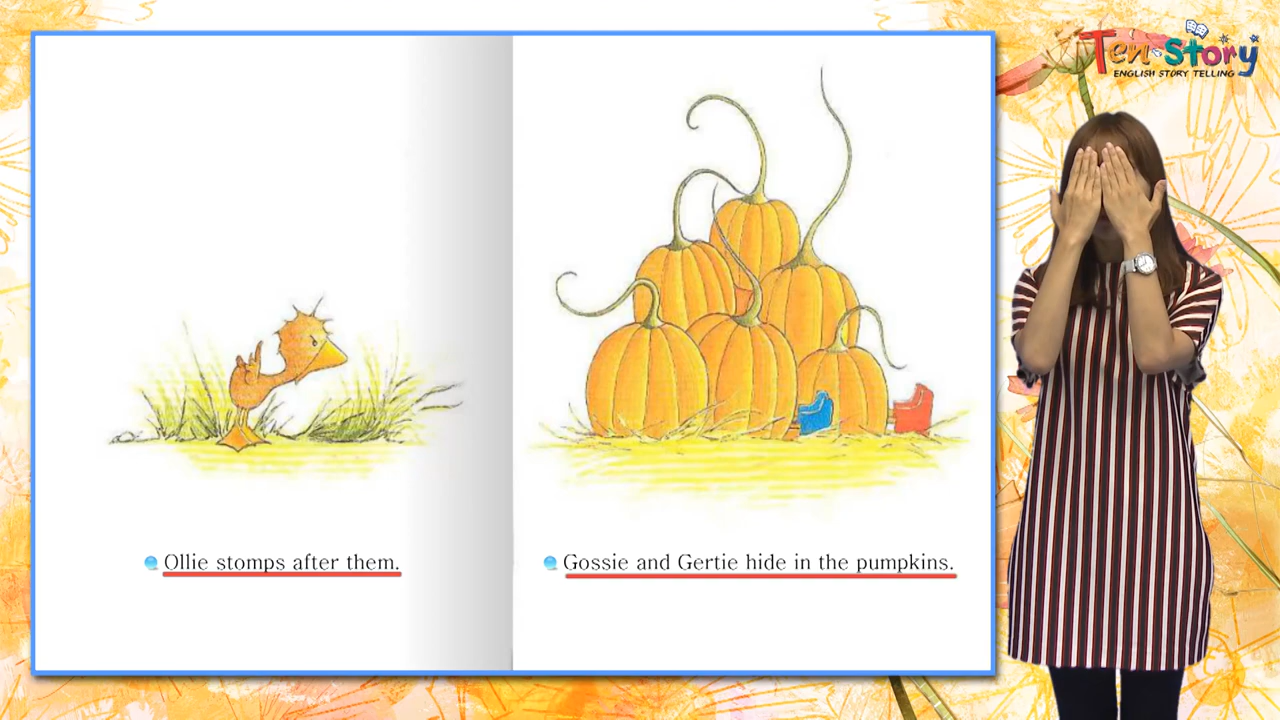 Ten Story
ENGLISH STORY TELLING
Ollie stomps after them.
Gossie and Gertie hide in the pumpkins.